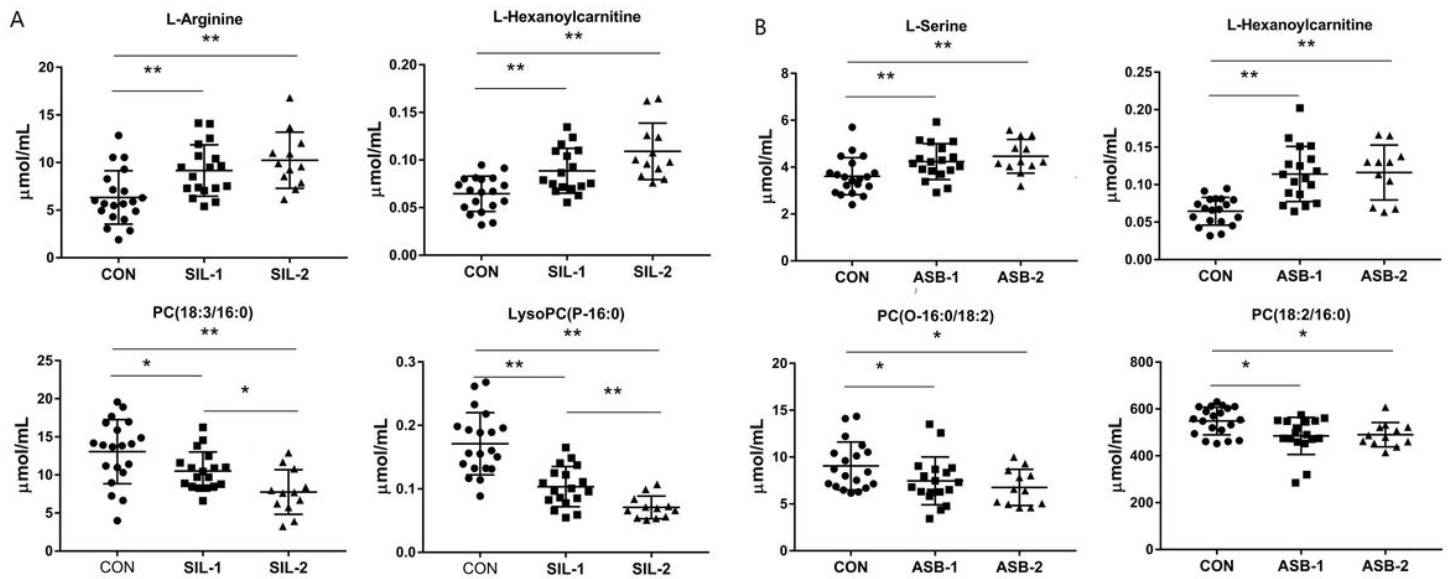 A
L-Arginine
**
**
20
15
10
5
0
μmol/mL
CON SIL-1 SIL-2
L-Hexanoylcarnitine
**
**
0.20
0.15
0.10
0.05
0.00
μmol/mL
CON SIL-1 SIL-2
PC(18:3/16:0)
**
*
*
25
20
15
10
5
0
μmol/mL
CON SIL-1 SIL-2
LysoPC(P-16:0)
**
**
**
0.3
0.2
0.1
0.0
μmol/mL
CON SIL-1 SIL-2
B
L-Serine
**
**
8
6
4
2
0
μmol/mL
CON ASB-1 ASB-2
L-Hexanoylcarnitine
**
**
0.25
0.20
0.15
0.10
0.05
0.00
μmol/mL
CON ASB-1 ASB-2
PC(O-16:0/18:2)
*
*
20
15
10
5
0
μmol/mL
CON ASB-1 ASB-2
PC(18:2/16:0)
*
*
800
600
400
200
0
μmol/mL
CON ASB-1 ASB-2